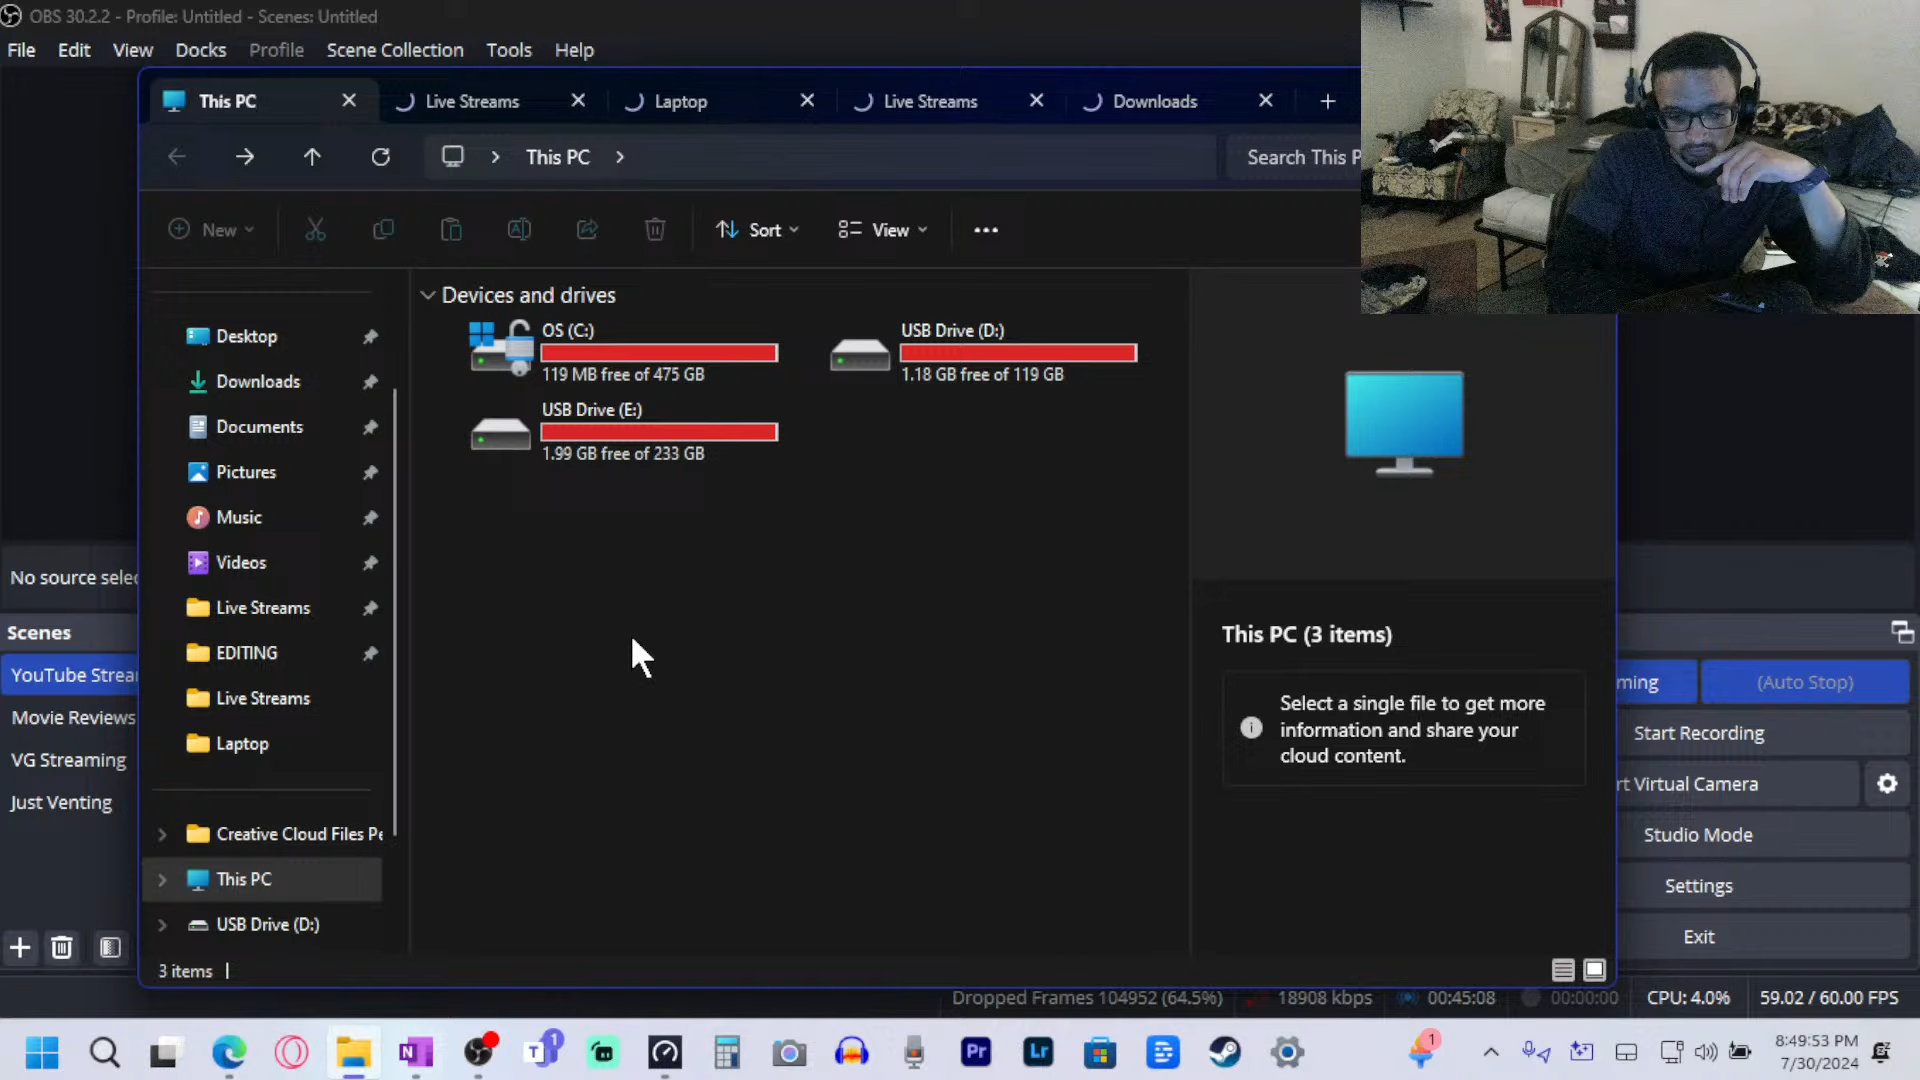 OBS 30.2.2 - Profile: Untitled - Scenes: Untitled
File Edit View Docks Profile Scene Collection Tools Help
This PC Live Streams Laptop Live Streams Downloads
This PC Search This P
New Sort View
Devices and drives
OS (C:)
119 MB free of 475 GB
USB Drive (D:)
1.18 GB free of 119 GB
USB Drive (E:)
1.99 GB free of 233 GB
Desktop
Downloads
Documents
Pictures
Music
Videos
Live Streams
EDITING
Live Streams
Laptop
Creative Cloud Files Pe
This PC
USB Drive (D:)
3 items
This PC (3 items)
Select a single file to get more
information and share your
cloud content.
No source selec
Scenes
YouTube Strea
Movie Reviews
VG Streaming
Just Venting
ming (Auto Stop)
Start Recording
rt Virtual Camera
Studio Mode
Settings
Exit
Dropped Frames 104952 (64.5%) 18908 kbps 00:45:08 00:00:00 CPU: 4.0% 59.02 / 60.00 FPS
N T 1 Pr Lr 1
8:49:53 PM
7/30/2024